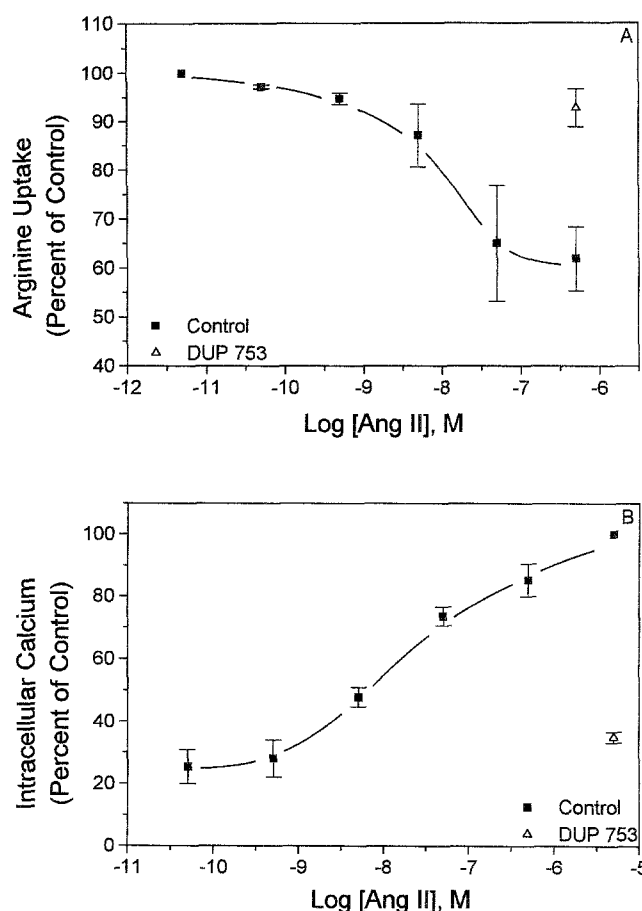 A
110
100
90
80
70
60
50
40
Arginine Uptake
(Percent of Control)
Control
DUP 753
-12 -11 -10 -9 -8 -7 -6
Log [Ang II], M
B
100
80
60
40
20
0
Intracellular Calcium
(Percent of Control)
Control
DUP 753
-11 -10 -9 -8 -7 -6 -5
Log [Ang II], M